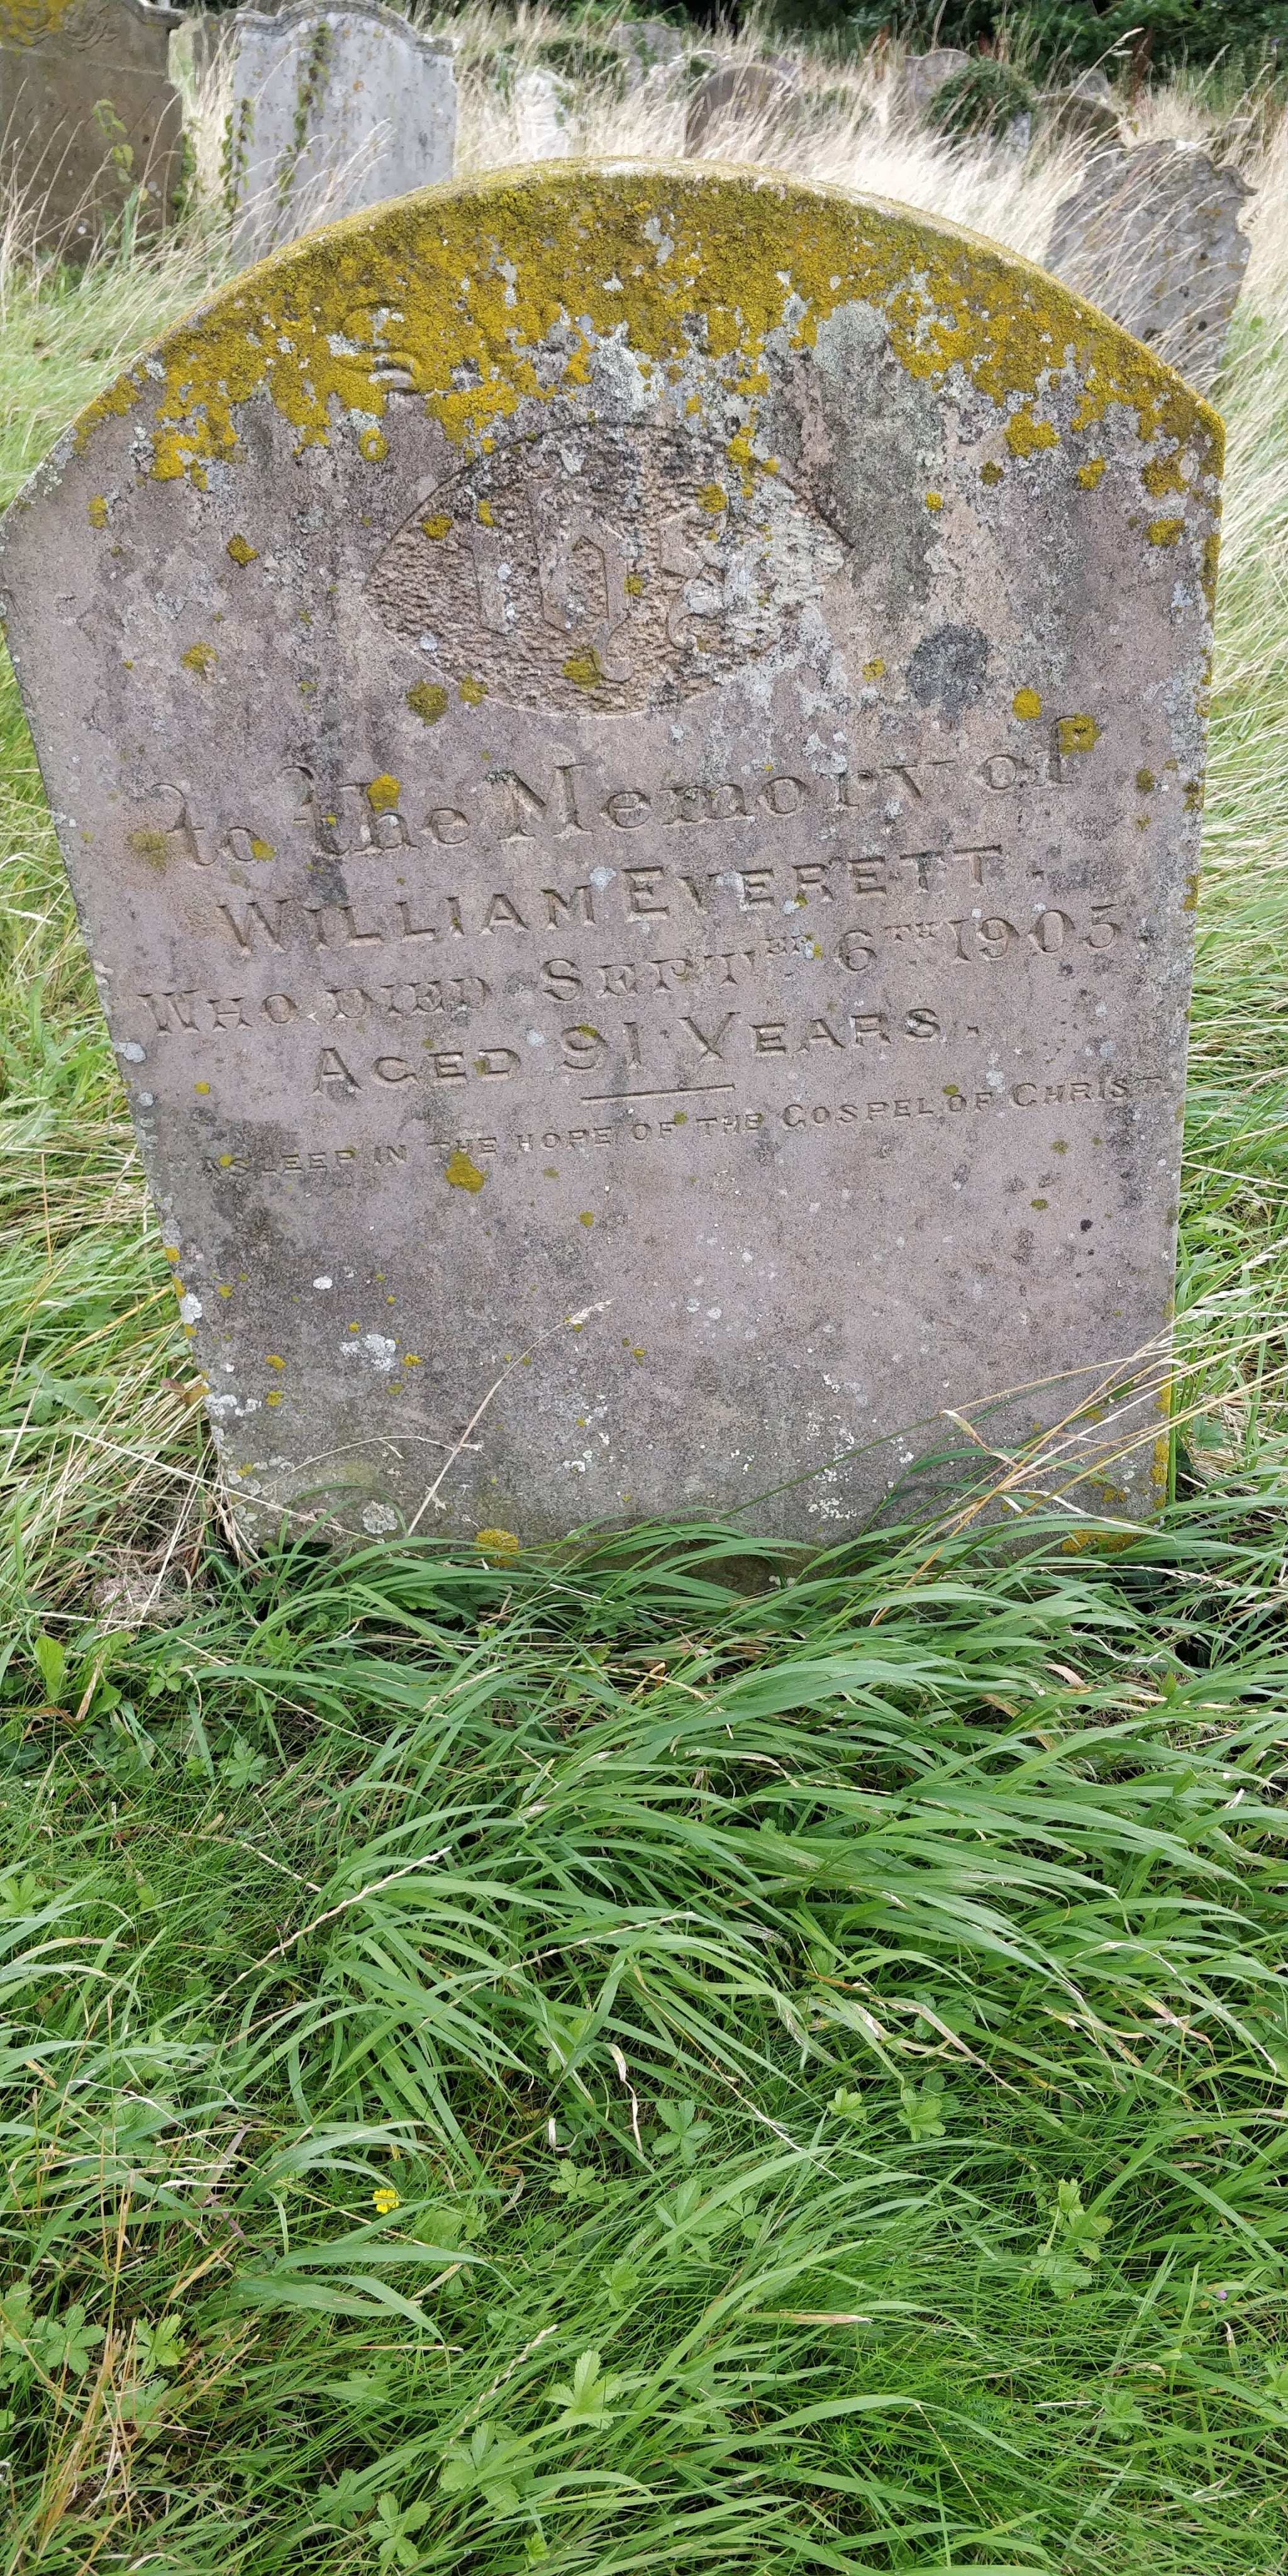 IHS
to the Memory of
WILLIAM EVERETT.
WHO DIED SEPTER 6TH 1905.
AGED 91 YEARS.
"ASLEEP IN THE HOPE OF THE GOSPEL OF CHRIST"